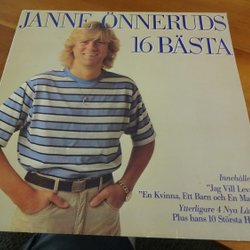 JANNE ÖNNERUDS
16 BÄSTA
Innehåller
"Jag Vill Lev
"En Kvinna, Ett Barn och En Ma
Ytterligare 4 Nya Lå
Plus hans 10 Största H